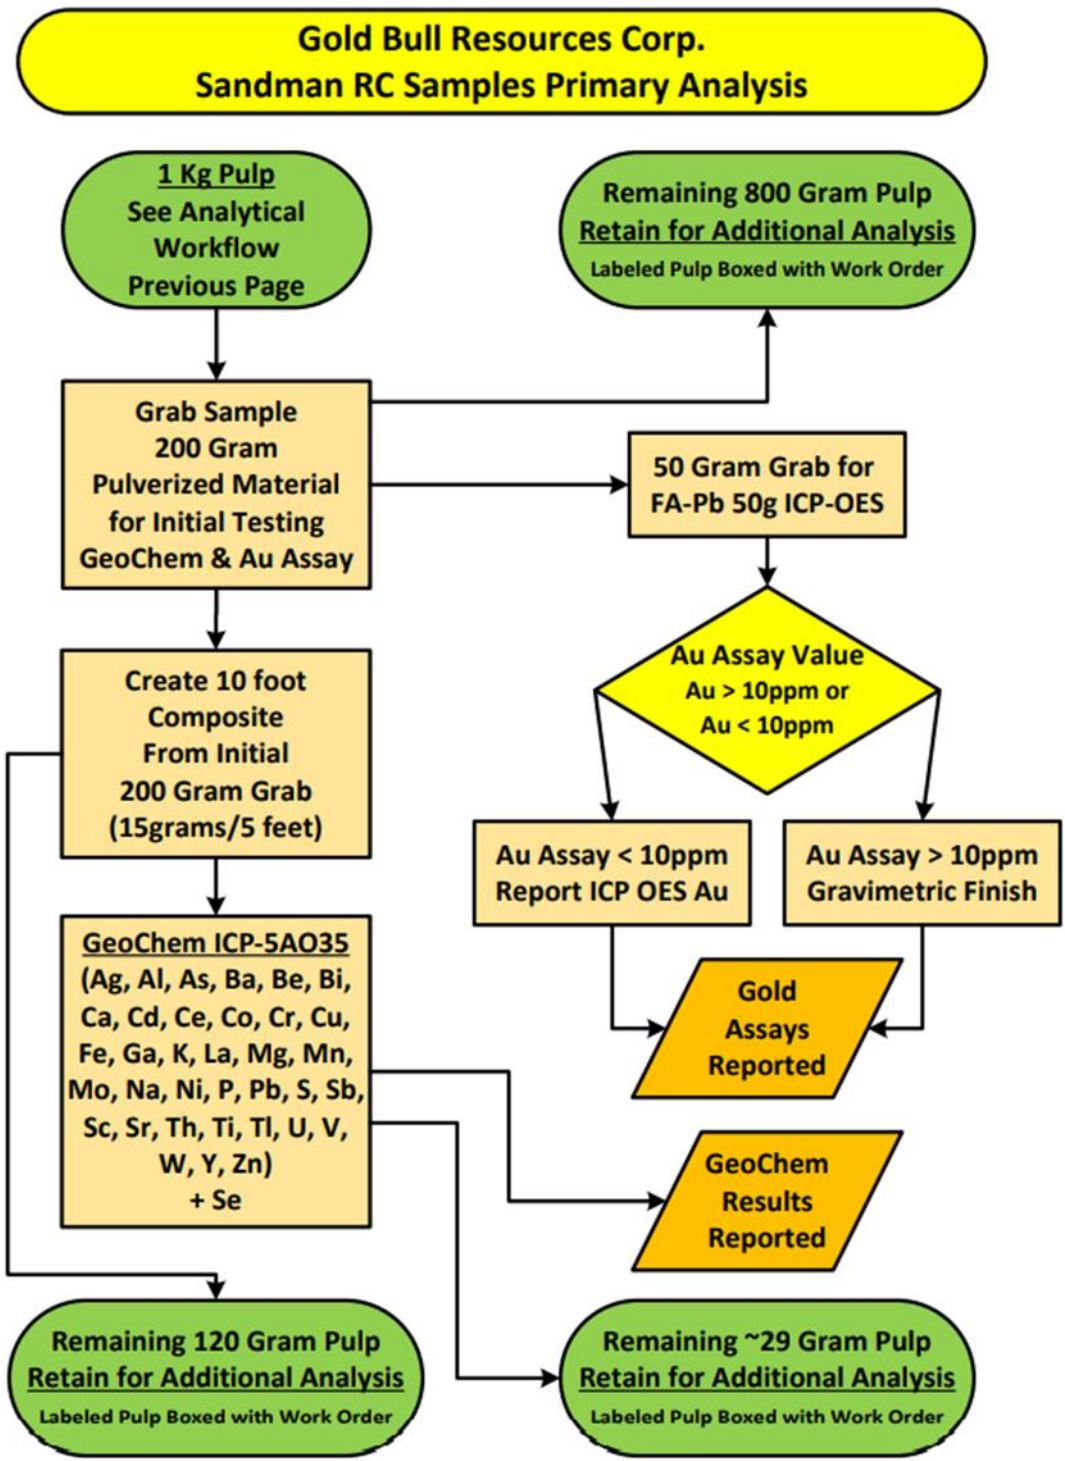 Gold Bull Resources Corp.
Sandman RC Samples Primary Analysis
1 Kg Pulp
See Analytical
Workflow
Previous Page
Remaining 800 Gram Pulp
Retain for Additional Analysis
Labeled Pulp Boxed with Work Order
Grab Sample
200 Gram
Pulverized Material
for Initial Testing
GeoChem & Au Assay
50 Gram Grab for
FA-Pb 50g ICP-OES
Au Assay Value
Au > 10ppm or
Au < 10ppm
Create 10 foot
Composite
From Initial
200 Gram Grab
(15grams/5 feet)
Au Assay < 10ppm
Report ICP OES Au
Au Assay > 10ppm
Gravimetric Finish
GeoChem ICP-5AO35
(Ag, Al, As, Ba, Be, Bi,
Ca, Cd, Ce, Co, Cr, Cu,
Fe, Ga, K, La, Mg, Mn,
Mo, Na, Ni, P, Pb, S, Sb,
Sc, Sr, Th, Ti, Tl, U, V,
W, Y, Zn)
+ Se
Gold
Assays
Reported
GeoChem
Results
Reported
Remaining 120 Gram Pulp
Retain for Additional Analysis
Labeled Pulp Boxed with Work Order
Remaining ~29 Gram Pulp
Retain for Additional Analysis
Labeled Pulp Boxed with Work Order